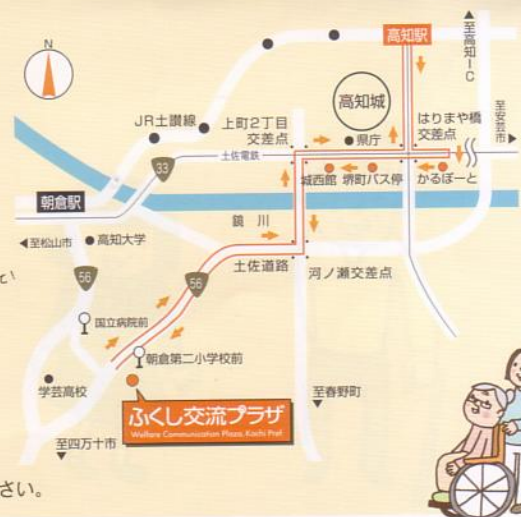 N
高知駅
▲至高知IC
高知城
至安芸市▶
JR土讃線
上町2丁目
交差点
●県庁
はりまや橋
交差点
33
土佐電鉄
城西館
堺町バス停
かるぽーと
朝倉駅
鏡川
◀至松山市
●高知大学
56
56
土佐道路
河ノ瀬交差点
国立病院前
朝倉第二小学校前
学芸高校
ふくし交流プラザ
Welfare Communication Plaza, Kochi Pref
至春野町
▼
至四万十市
▼
さい。